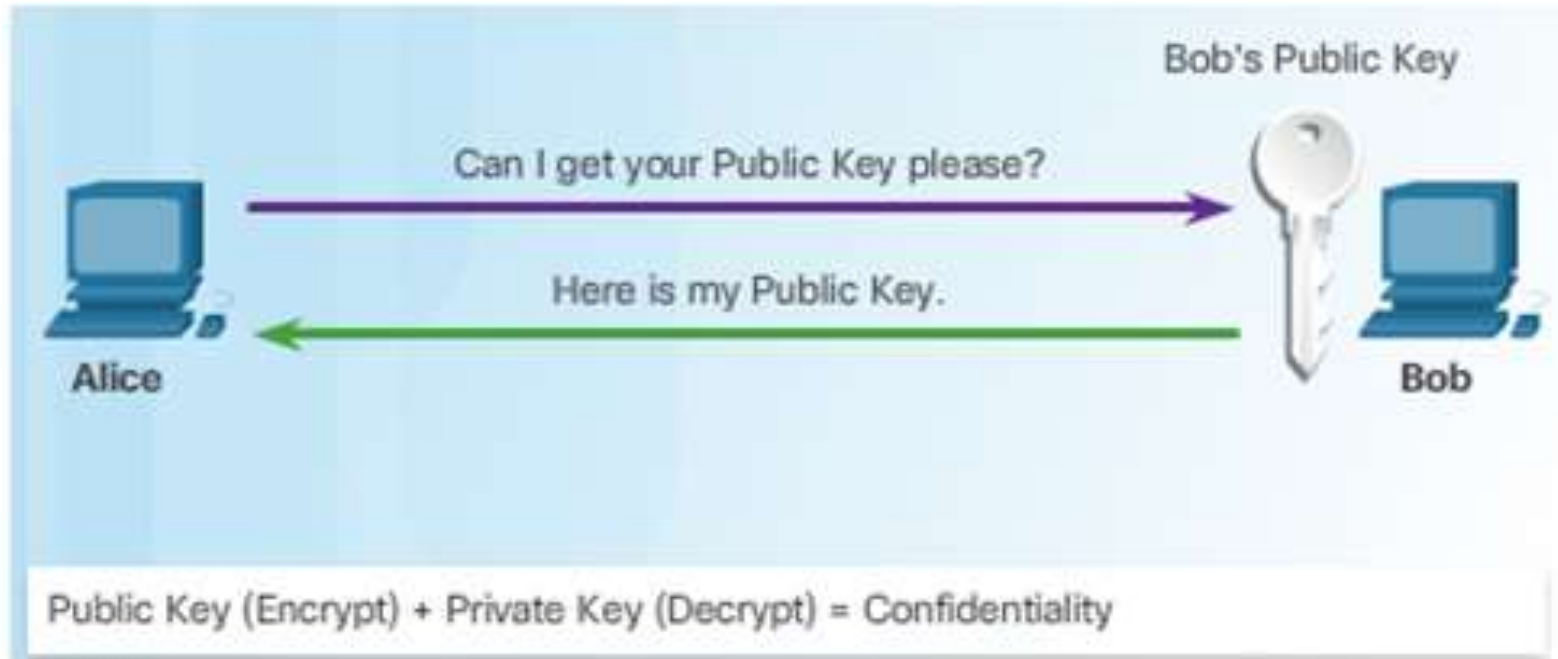 Bob's Public Key
Can I get your Public Key please?
Here is my Public Key.
Alice
Bob
Public Key (Encrypt) + Private Key (Decrypt) = Confidentiality